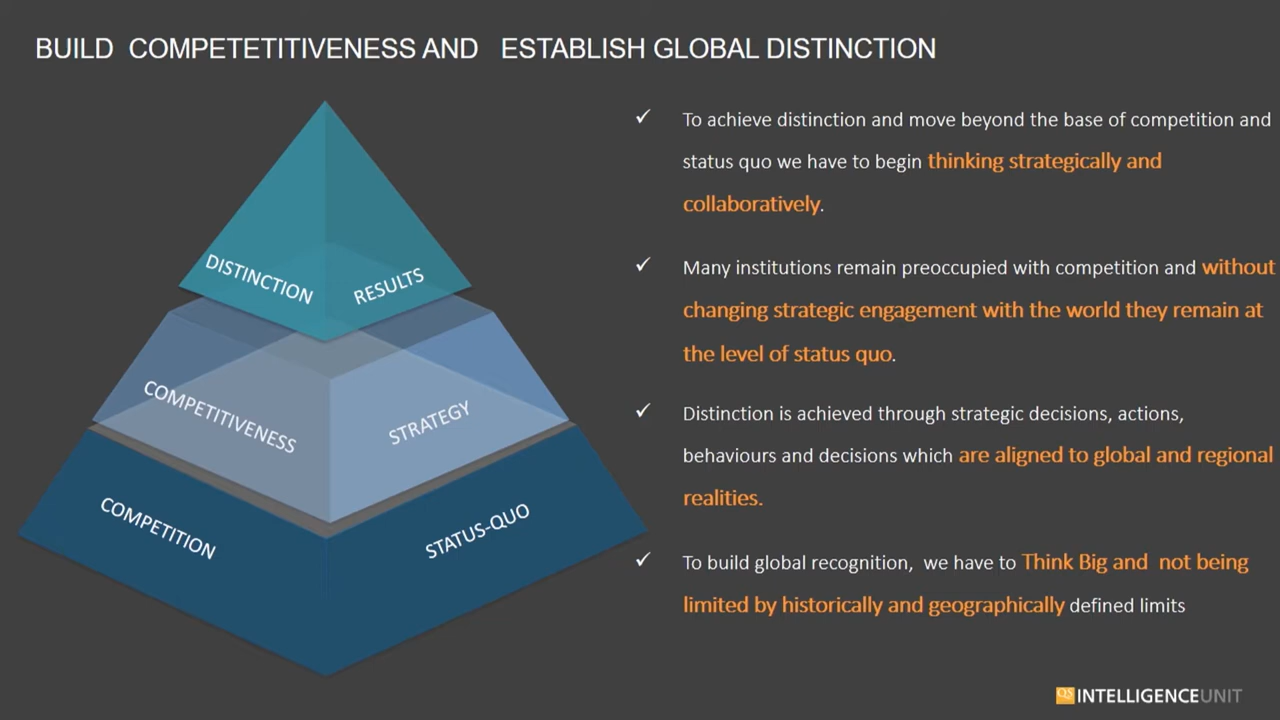 BUILD COMPETETITIVENESS AND ESTABLISH GLOBAL DISTINCTION
DISTINCTION
RESULTS
COMPETITIVENESS
STRATEGY
COMPETITION
STATUS-QUO
To achieve distinction and move beyond the base of competition and
status quo we have to begin thinking strategically and
collaboratively.
Many institutions remain preoccupied with competition and without
changing strategic engagement with the world they remain at
the level of status quo.
Distinction is achieved through strategic decisions, actions,
behaviours and decisions which are aligned to global and regional
realities.
To build global recognition, we have to Think Big and not being
limited by historically and geographically defined limits
QS INTELLIGENCEUNIT